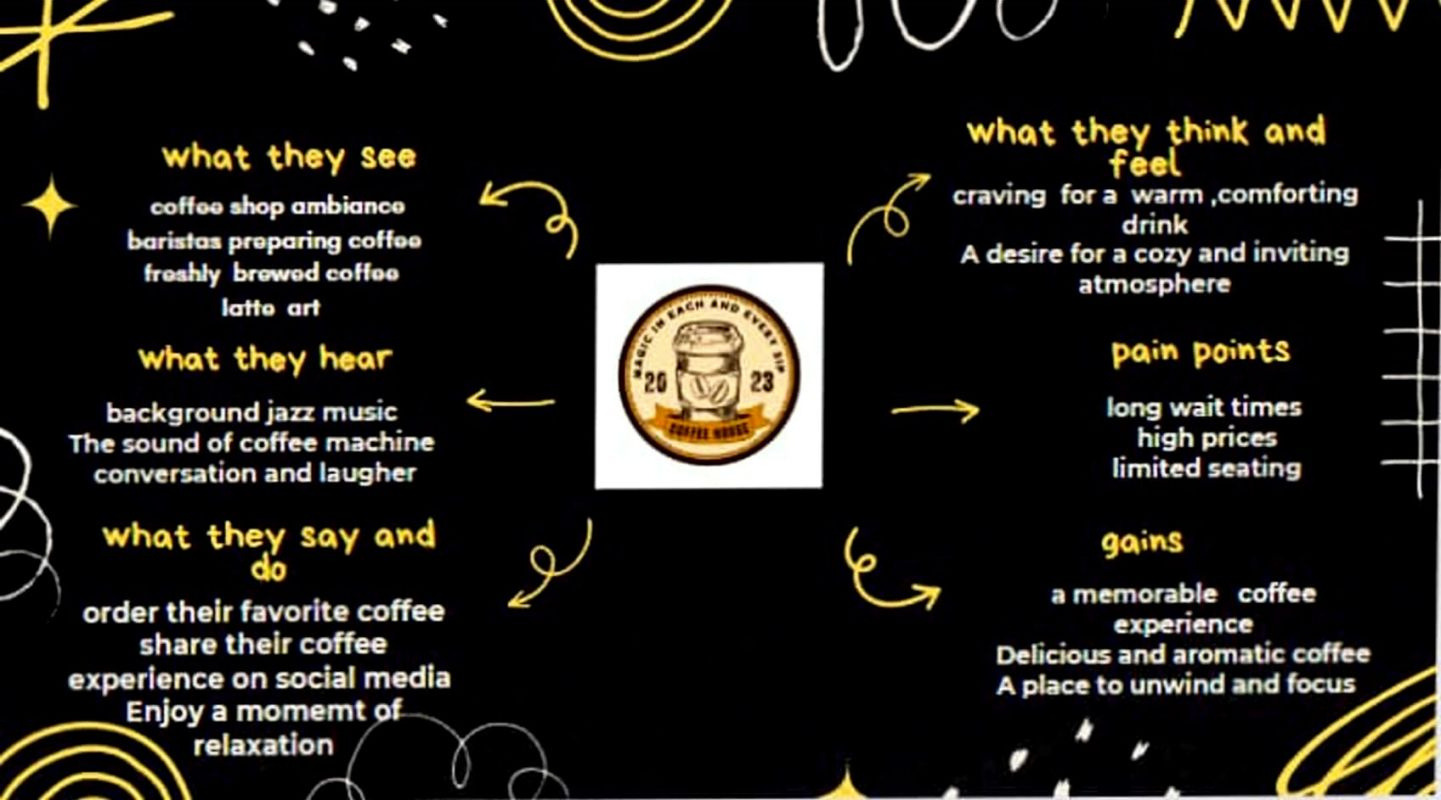 what they see
coffee shop ambiance
baristas preparing coffee
freshly brewed coffee
latte art
what they hear
background jazz music
The sound of coffee machine
conversation and laugher
what they say and
do
order their favorite coffee
share their coffee
experience on social media
Enjoy a momemt of
relaxation
MAGIC IN EACH AND EVERY SIP
20 23
COFFEE HOUSE
what they think and
feel
craving for a warm ,comforting
drink
A desire for a cozy and inviting
atmosphere
pain points
long wait times
high prices
limited seating
gains
a memorable coffee
experience
Delicious and aromatic coffee
A place to unwind and focus